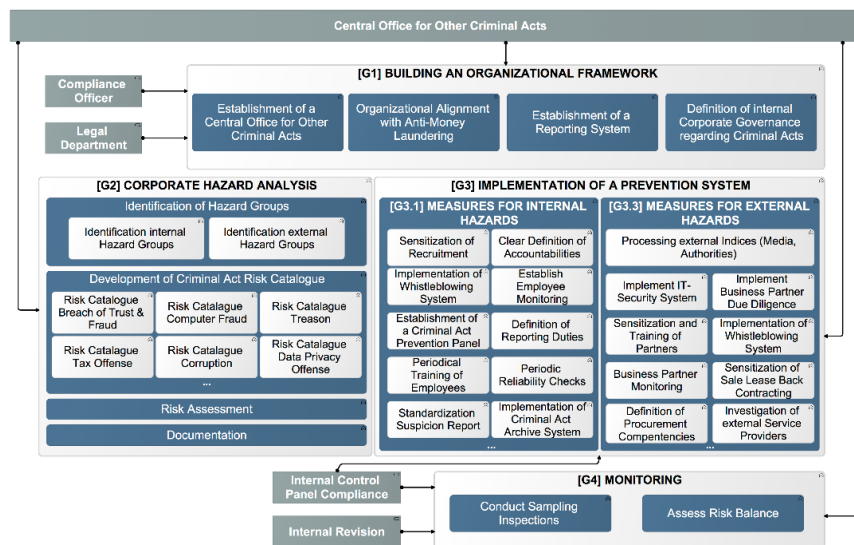 Central Office for Other Criminal Acts
[G1] BUILDING AN ORGANIZATIONAL FRAMEWORK
Compliance
Officer
Legal
Department
Establishment of a
Central Office for Other
Criminal Acts
Organizational Alignment
with Anti-Money
Laundering
Establishment of a
Reporting System
Definition of internal
Corporate Governance
regarding Criminal Acts
[G2] CORPORATE HAZARD ANALYSIS
Identification of Hazard Groups
Identification internal
Hazard Groups
Identification external
Hazard Groups
Development of Criminal Act Risk Catalogue
Risk Catalogue
Breach of Trust &
Fraud
Risk Catalague
Computer Fraud
Risk Catalague
Treason
Risk Catalogue
Tax Offense
Risk Catalague
Corruption
Risk Catalague
Data Privacy
Offense
...
Risk Assessment
Documentation
[G3] IMPLEMENTATION OF A PREVENTION SYSTEM
[G3.1] MEASURES FOR INTERNAL
HAZARDS
Sensitization of
Recruitment
Clear Definition of
Accountabilities
Implementation of
Whistleblowing
System
Establish
Employee
Monitoring
Establishment of
a Criminal Act
Prevention Panel
Definition of
Reporting Duties
Periodical
Training of
Employees
Periodic
Reliability Checks
Standardization
Suspicion Report
Implementation of
Criminal Act
Archive System
...
[G3.3] MEASURES FOR EXTERNAL
HAZARDS
Processing external Indices (Media,
Authorities)
Implement IT-
Security System
Implement
Business Partner
Due Diligence
Sensitization and
Training of
Partners
Implementation of
Whistleblowing
System
Business Partner
Monitoring
Sensitization of
Sale Lease Back
Contracting
Definition of
Procurement
Compentencies
Investigation of
external Service
Providers
...
Internal Control
Panel Compliance
Internal Revision
[G4] MONITORING
Conduct Sampling
Inspections
Assess Risk Balance